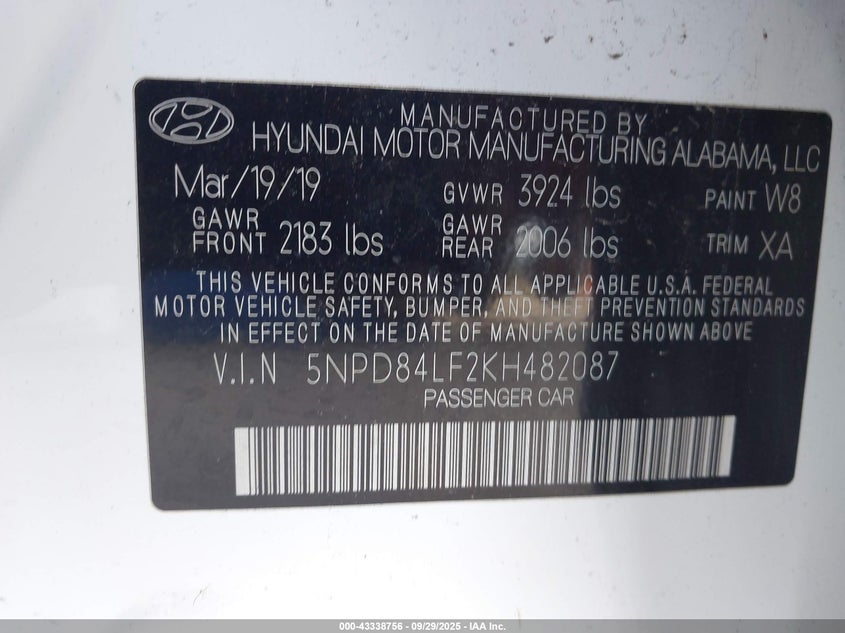 MANUFACTURED BY
HYUNDAI MOTOR MANUFACTURING ALABAMA, LLC
Mar/19/19 GVWR 3924 lbs PAINT W8
GAWR FRONT 2183 lbs GAWR REAR 2006 lbs TRIM XA
THIS VEHICLE CONFORMS TO ALL APPLICABLE U.S.A. FEDERAL
MOTOR VEHICLE SAFETY, BUMPER, AND THEFT PREVENTION STANDARDS
IN EFFECT ON THE DATE OF MANUFACTURE SHOWN ABOVE
V.I.N 5NPD84LF2KH482087
PASSENGER CAR
000-43338756 - 09/29/2025 - IAA Inc.